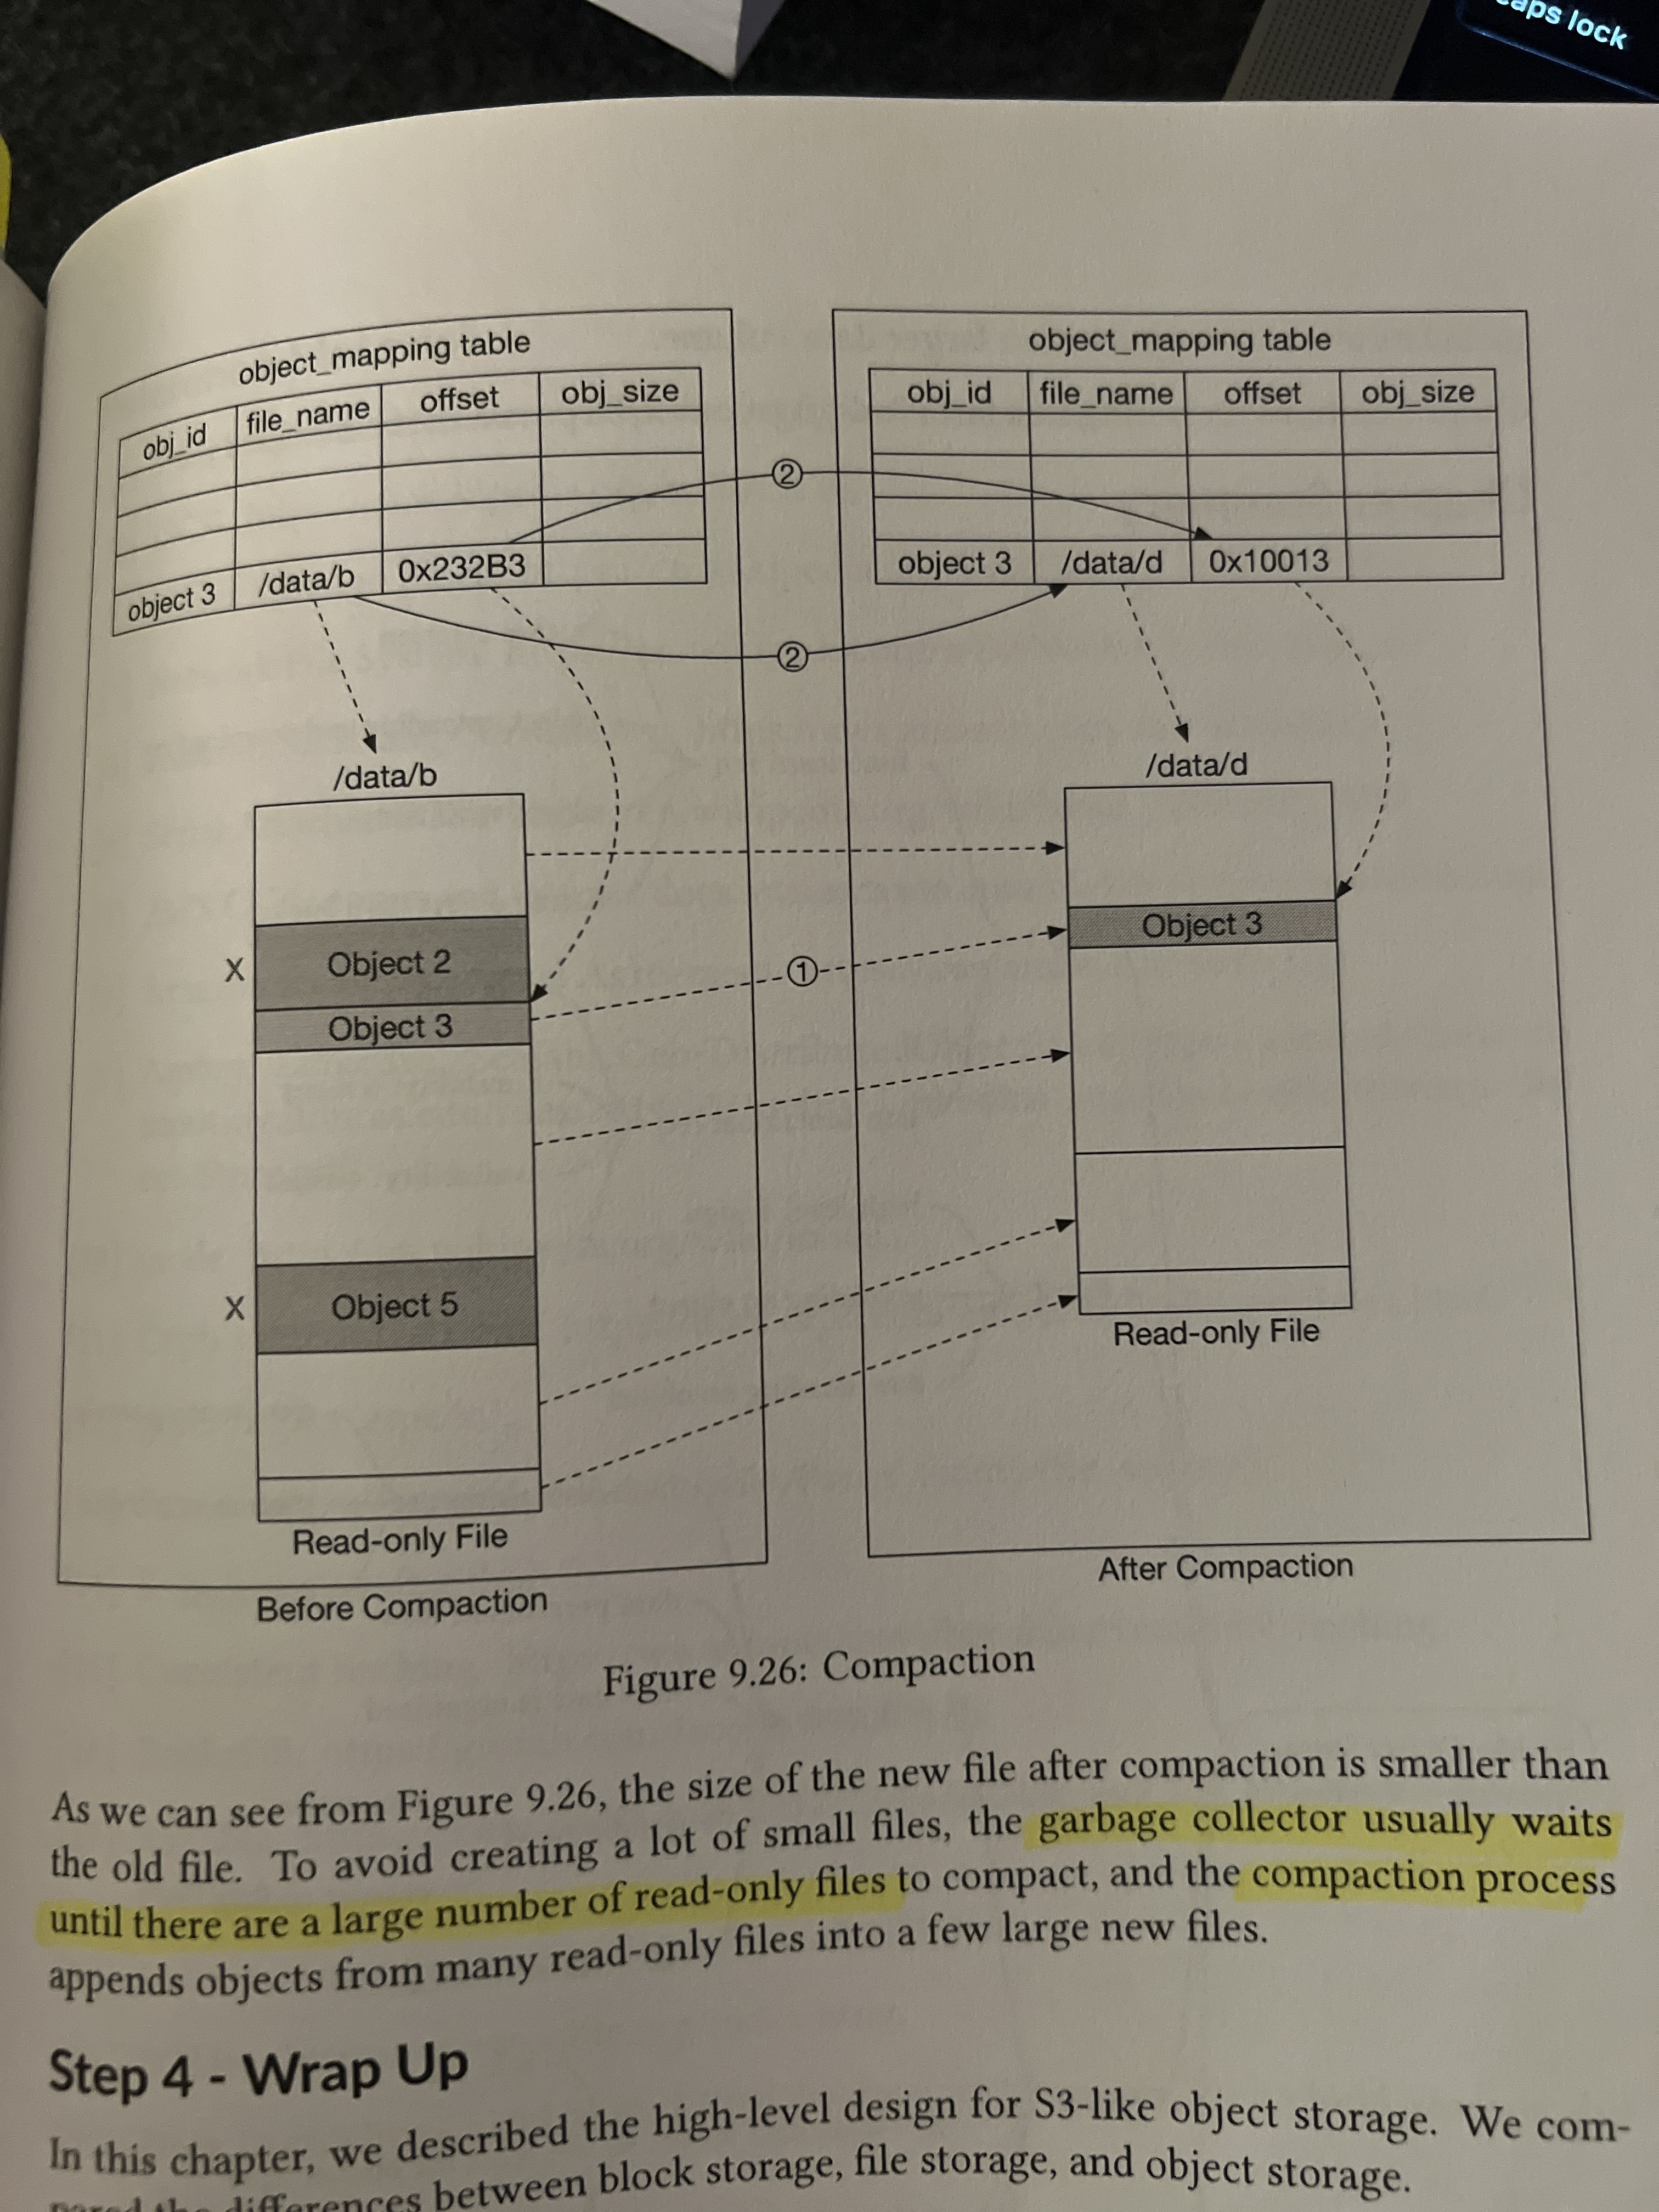 caps lock
object_mapping table
obj_id file_name offset obj_size
object 3 /data/b 0x232B3
object_mapping table
obj_id file_name offset obj_size
object 3 /data/d 0x10013
②
②
/data/b
X Object 2
Object 3
X Object 5
Read-only File
Before Compaction
①
/data/d
Object 3
Read-only File
After Compaction
Figure 9.26: Compaction
As we can see from Figure 9.26, the size of the new file after compaction is smaller than
the old file. To avoid creating a lot of small files, the garbage collector usually waits
until there are a large number of read-only files to compact, and the compaction process
appends objects from many read-only files into a few large new files.
Step 4 - Wrap Up
In this chapter, we described the high-level design for S3-like object storage. We com-
pared the differences between block storage, file storage, and object storage.